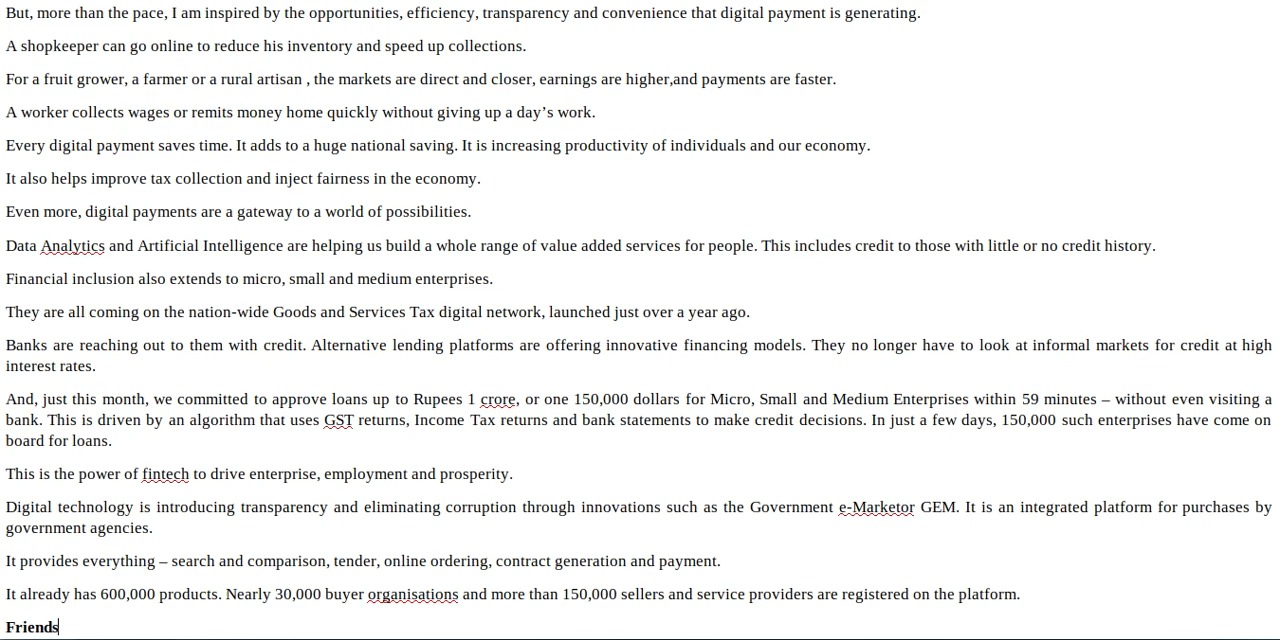 But, more than the pace, I am inspired by the opportunities, efficiency, transparency and convenience that digital payment is generating.
A shopkeeper can go online to reduce his inventory and speed up collections.
For a fruit grower, a farmer or a rural artisan , the markets are direct and closer, earnings are higher,and payments are faster.
A worker collects wages or remits money home quickly without giving up a day’s work.
Every digital payment saves time. It adds to a huge national saving. It is increasing productivity of individuals and our economy.
It also helps improve tax collection and inject fairness in the economy.
Even more, digital payments are a gateway to a world of possibilities.
Data Analytics and Artificial Intelligence are helping us build a whole range of value added services for people. This includes credit to those with little or no credit history.
Financial inclusion also extends to micro, small and medium enterprises.
They are all coming on the nation-wide Goods and Services Tax digital network, launched just over a year ago.
Banks are reaching out to them with credit. Alternative lending platforms are offering innovative financing models. They no longer have to look at informal markets for credit at high
interest rates.
And, just this month, we committed to approve loans up to Rupees 1 crore, or one 150,000 dollars for Micro, Small and Medium Enterprises within 59 minutes – without even visiting a
bank. This is driven by an algorithm that uses GST returns, Income Tax returns and bank statements to make credit decisions. In just a few days, 150,000 such enterprises have come on
board for loans.
This is the power of fintech to drive enterprise, employment and prosperity.
Digital technology is introducing transparency and eliminating corruption through innovations such as the Government e-Marketor GEM. It is an integrated platform for purchases by
government agencies.
It provides everything – search and comparison, tender, online ordering, contract generation and payment.
It already has 600,000 products. Nearly 30,000 buyer organisations and more than 150,000 sellers and service providers are registered on the platform.
Friends